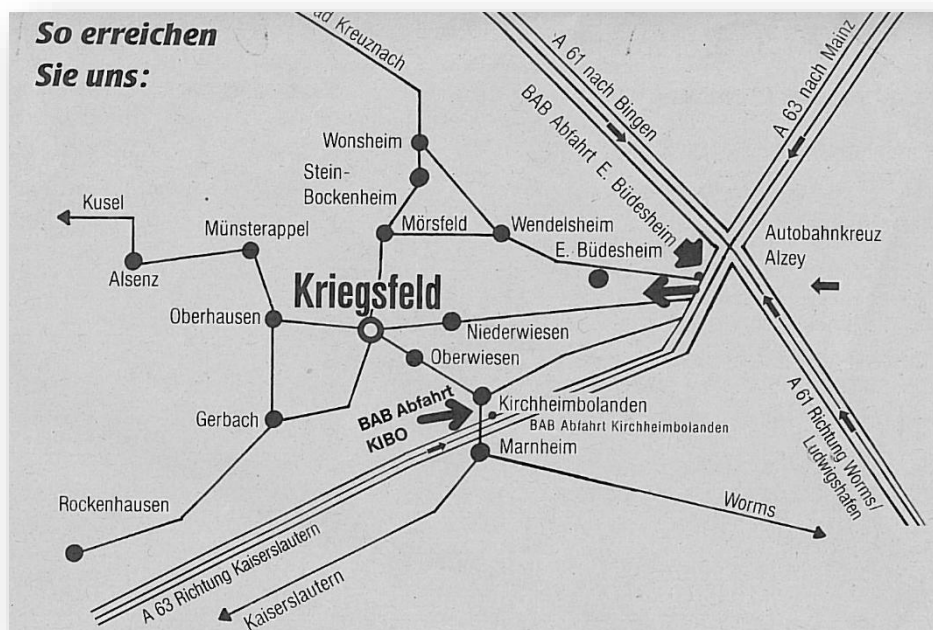 So erreichen
Sie uns:
ad Kreuznach
A 61 nach Bingen
BAB Abfahrt E. Büdesheim
A 63 nach Mainz
Wonsheim
Stein-
Bockenheim
Kusel
Münsterappel
Mörsfeld
Wendelsheim
E. Büdesheim
Autobahnkreuz
Alzey
Alsenz
Kriegsfeld
Oberhausen
Niederwiesen
Oberwiesen
Gerbach
BAB Abfahrt
KIBO
Kirchheimbolanden
BAB Abfahrt Kirchheimbolanden
Marnheim
A 61 Richtung Worms/
Ludwigshafen
Rockenhausen
Worms
A 63 Richtung Kaiserslautern
Kaiserslautern